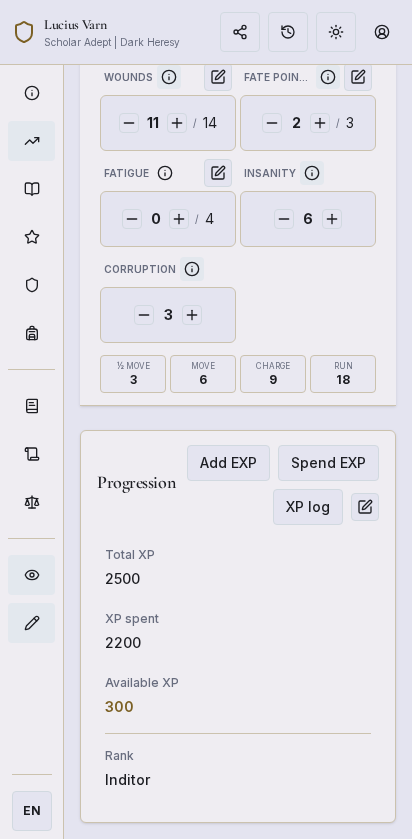 Lucius Varn
Scholar Adept | Dark Heresy
WOUNDS
FATE POIN...
11 / 14
2 / 3
FATIGUE
INSANITY
0 / 4
6
CORRUPTION
3
½ MOVE
3
MOVE
6
CHARGE
9
RUN
18
Progression
Add EXP
Spend EXP
XP log
Total XP
2500
XP spent
2200
Available XP
300
Rank
Inditor
EN